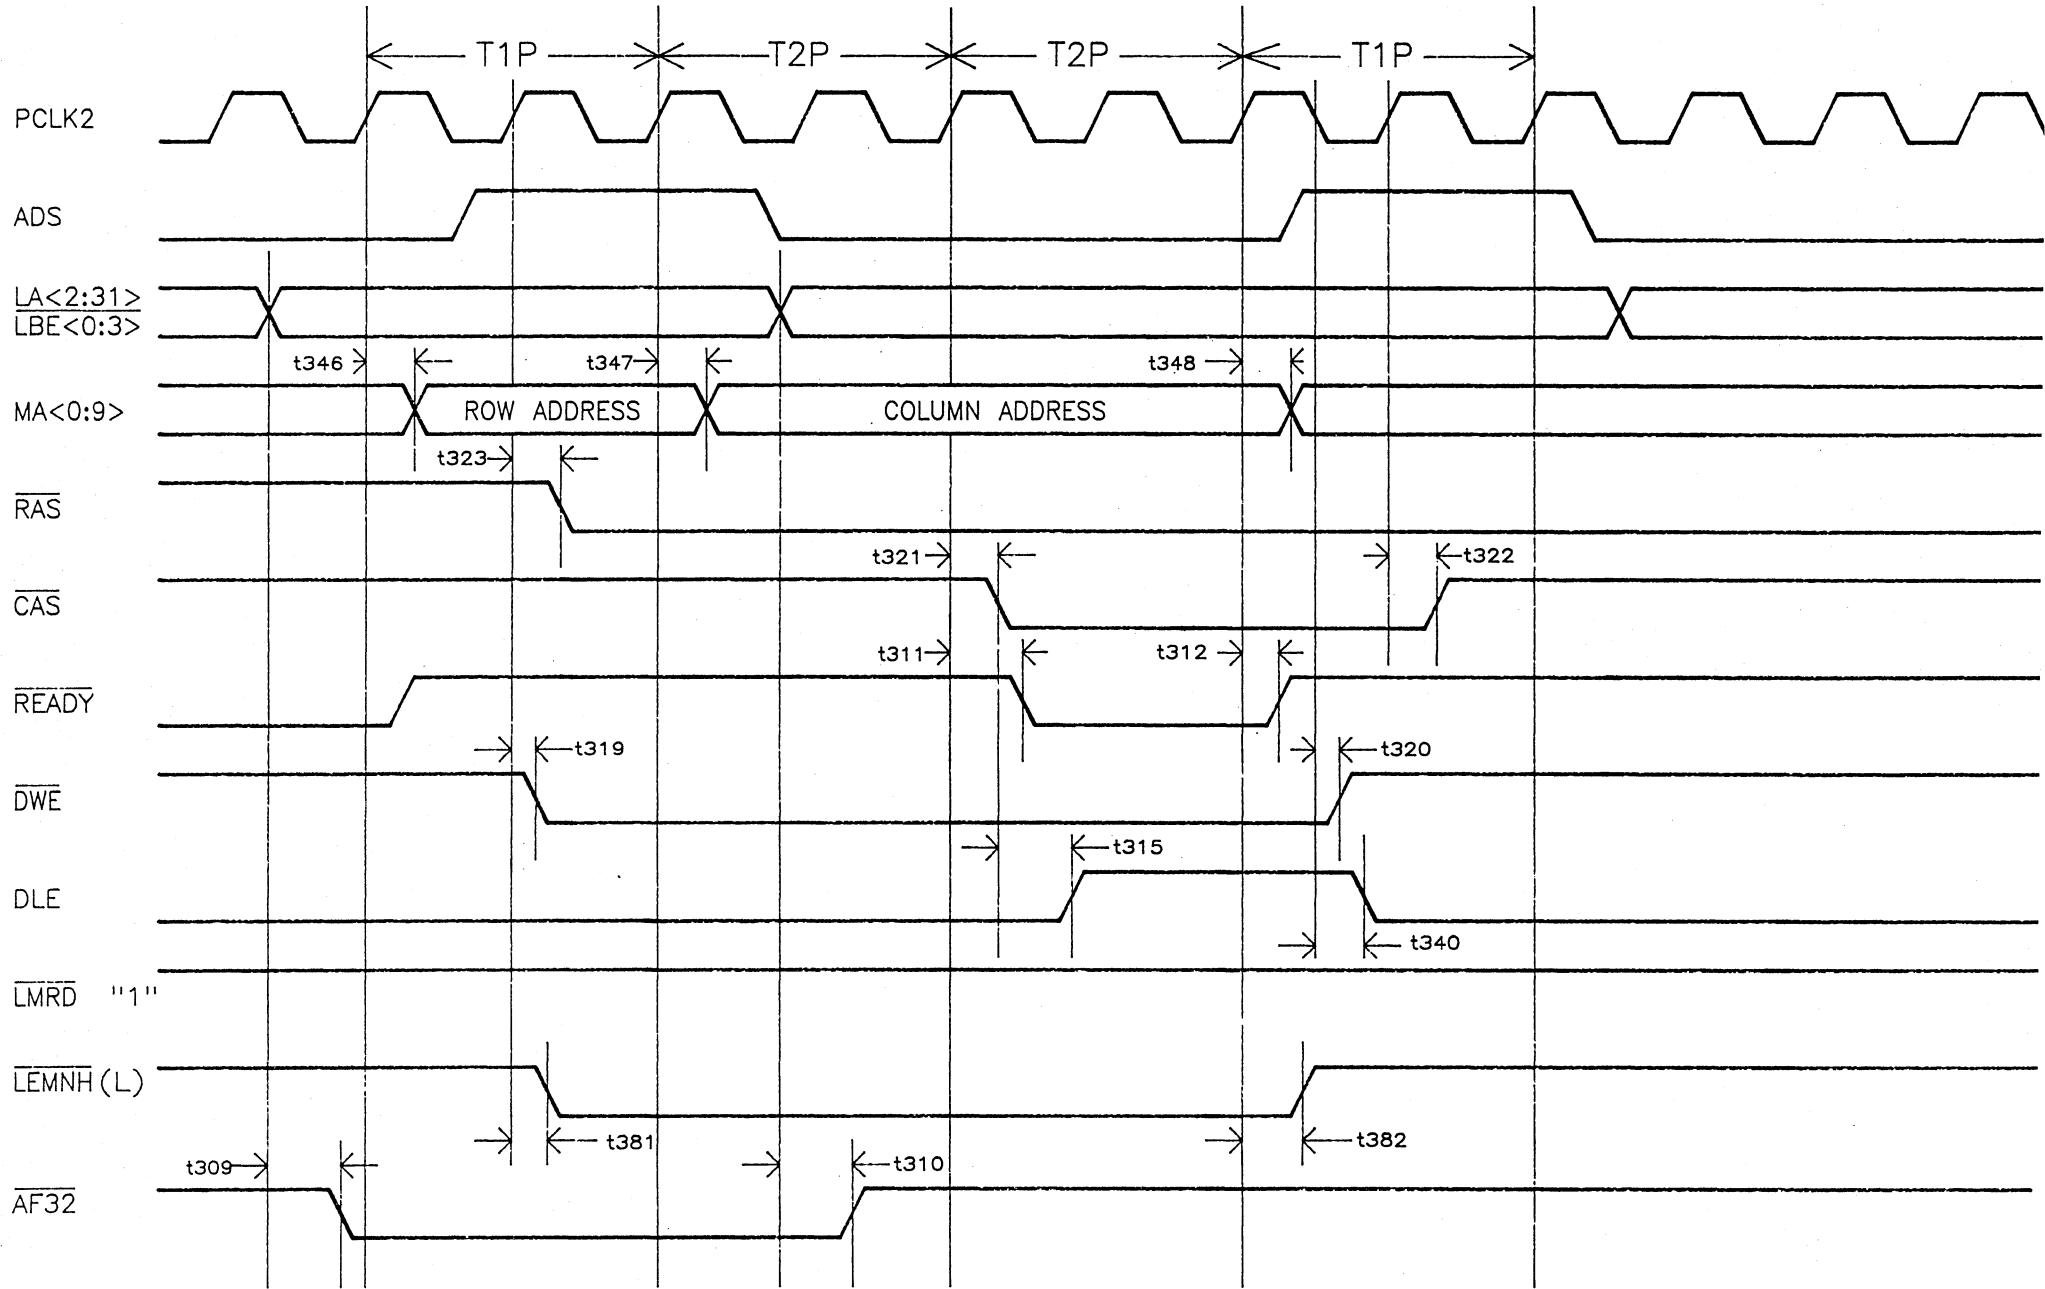 T1P T2P T2P T1P
PCLK2
ADS
LA<2:31>
LBE<0:3>
t346 t347 t348
MA<0:9> ROW ADDRESS COLUMN ADDRESS
t323
RAS
t321 t322
CAS
t311 t312
READY
t319 t320
DWE
t315
DLE
t340
LMRD "1"
LEMNH(L)
t381 t382
t309 t310
AF32